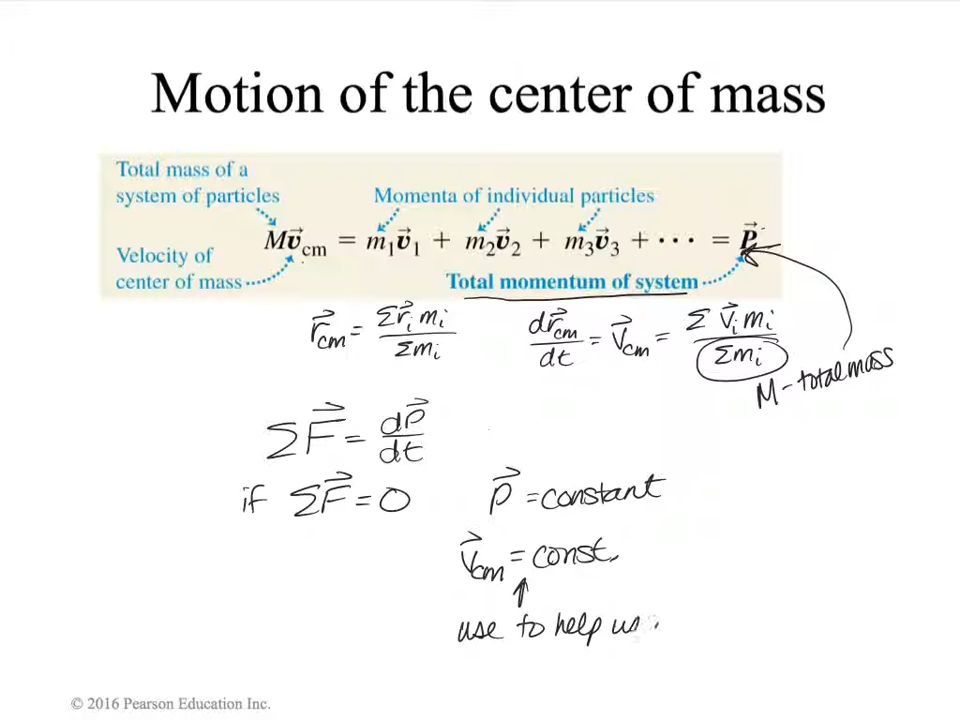 Motion of the center of mass
Total mass of a
system of particles
Momenta of individual particles
Mv⃗cm = m₁v⃗₁ + m₂v⃗₂ + m₃v⃗₃ + ··· = P⃗
Velocity of
center of mass
Total momentum of system
r⃗cm = Σr⃗ᵢmᵢ / Σmᵢ
dr⃗cm/dt = v⃗cm = Σv⃗ᵢmᵢ / Σmᵢ
M - total mass
ΣF⃗ = dP⃗/dt
if ΣF⃗ = 0
P⃗ = constant
v⃗cm = const.
use to help us
© 2016 Pearson Education Inc.